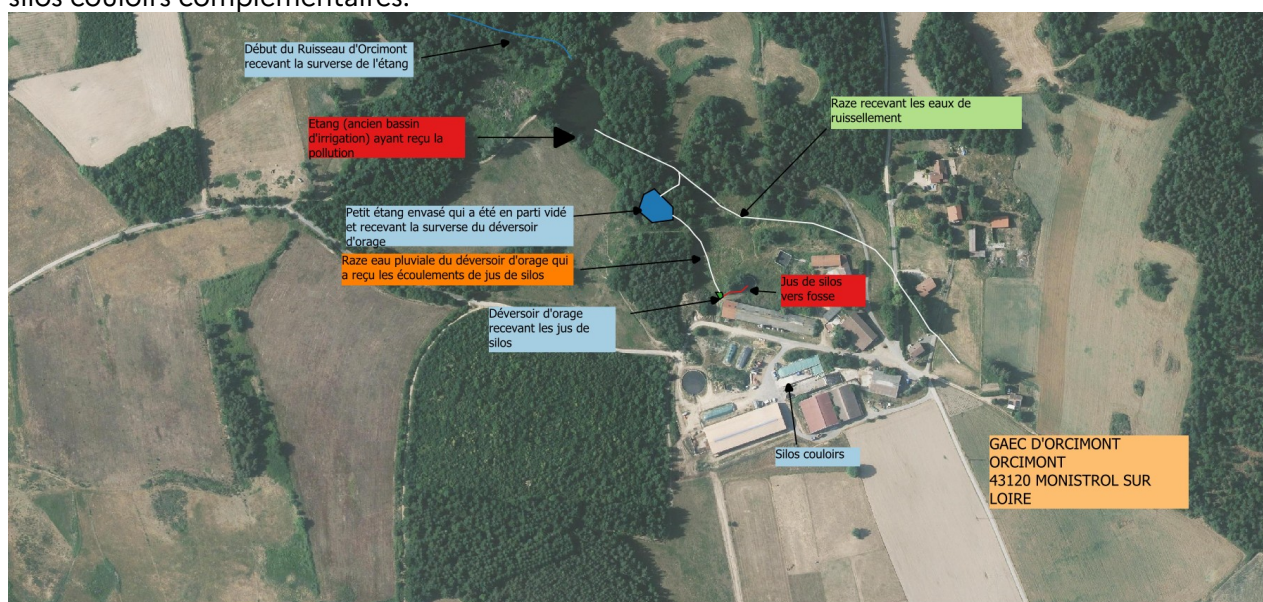 silos couloirs complémentaires.
Début du Ruisseau d'Orcimont
recevant la surverse de l'étang
Raze recevant les eaux de
ruissellement
Etang (ancien bassin
d'irrigation) ayant reçu la
pollution
Petit étang envasé qui a été en parti vidé
et recevant la surverse du déversoir
d'orage
Raze eau pluviale du déversoir d'orage qui
a reçu les écoulements de jus de silos
Jus de silos
vers fosse
Déversoir d'orage
recevant les jus de
silos
Silos couloirs
GAEC D'ORCIMONT
ORCIMONT
43120 MONISTROL SUR
LOIRE